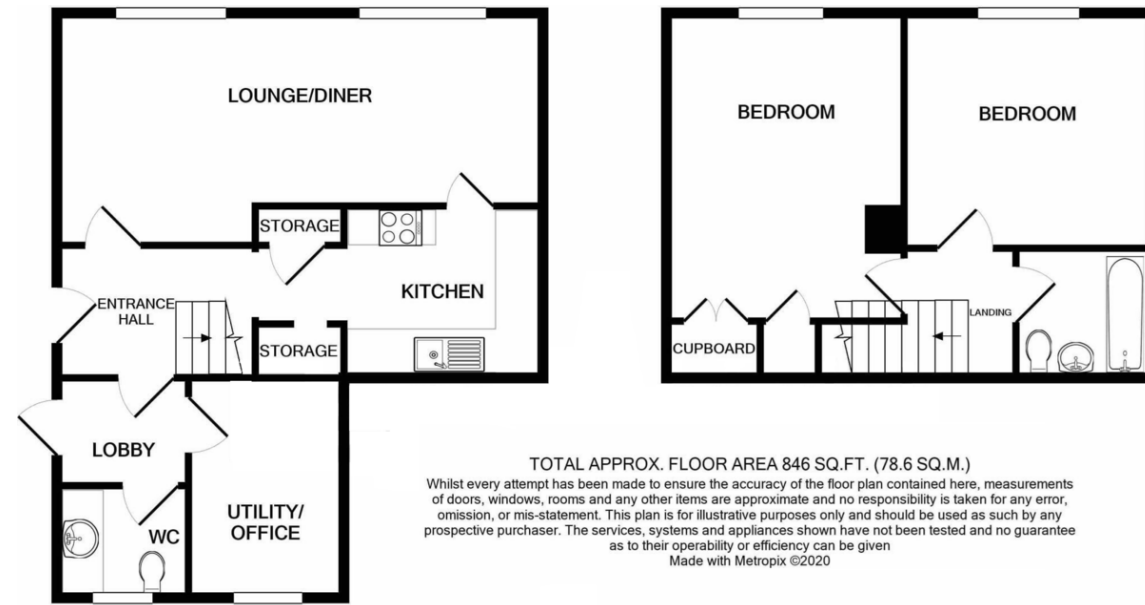 LOUNGE/DINER
STORAGE
ENTRANCE
HALL
KITCHEN
STORAGE
LOBBY
WC
UTILITY/
OFFICE
BEDROOM
BEDROOM
LANDING
CUPBOARD
TOTAL APPROX. FLOOR AREA 846 SQ.FT. (78.6 SQ.M.)
Whilst every attempt has been made to ensure the accuracy of the floor plan contained here, measurements
of doors, windows, rooms and any other items are approximate and no responsibility is taken for any error,
omission, or mis-statement. This plan is for illustrative purposes only and should be used as such by any
prospective purchaser. The services, systems and appliances shown have not been tested and no guarantee
as to their operability or efficiency can be given
Made with Metropix ©2020